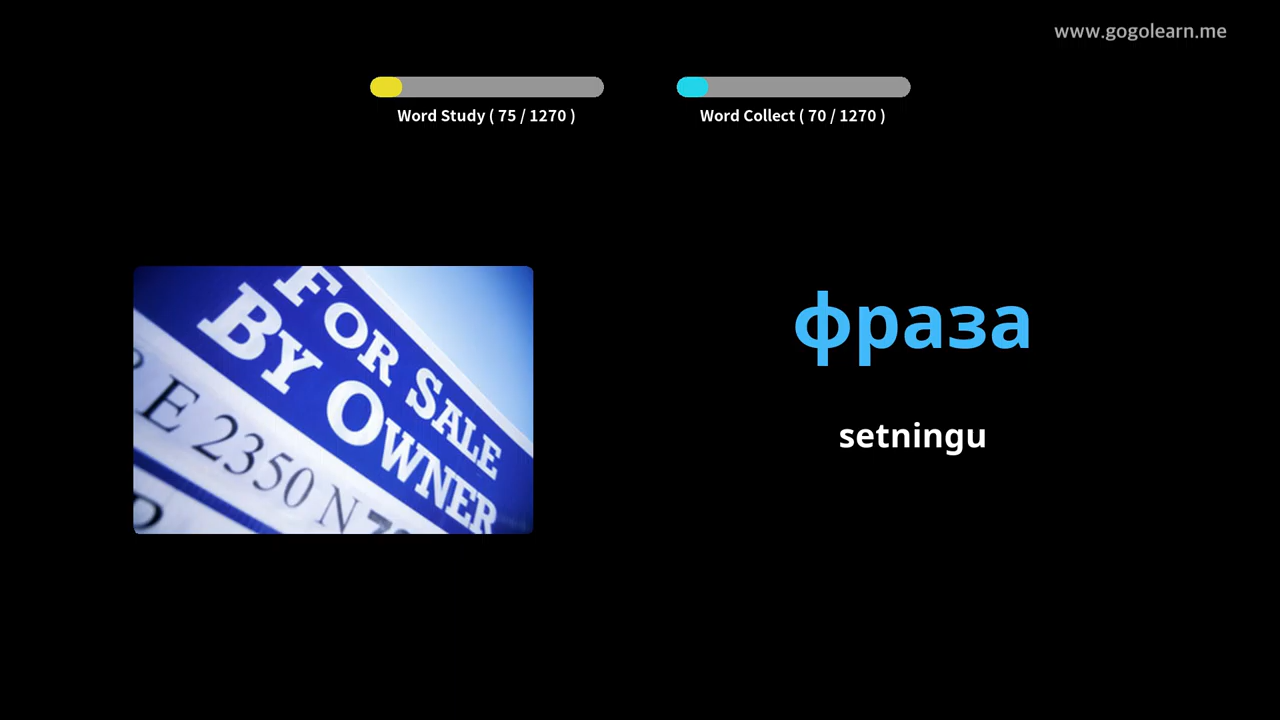 www.gogolearn.me
Word Study ( 75 / 1270 )
Word Collect ( 70 / 1270 )
FOR SALE
BY OWNER
E 2350 N
фраза
setningu